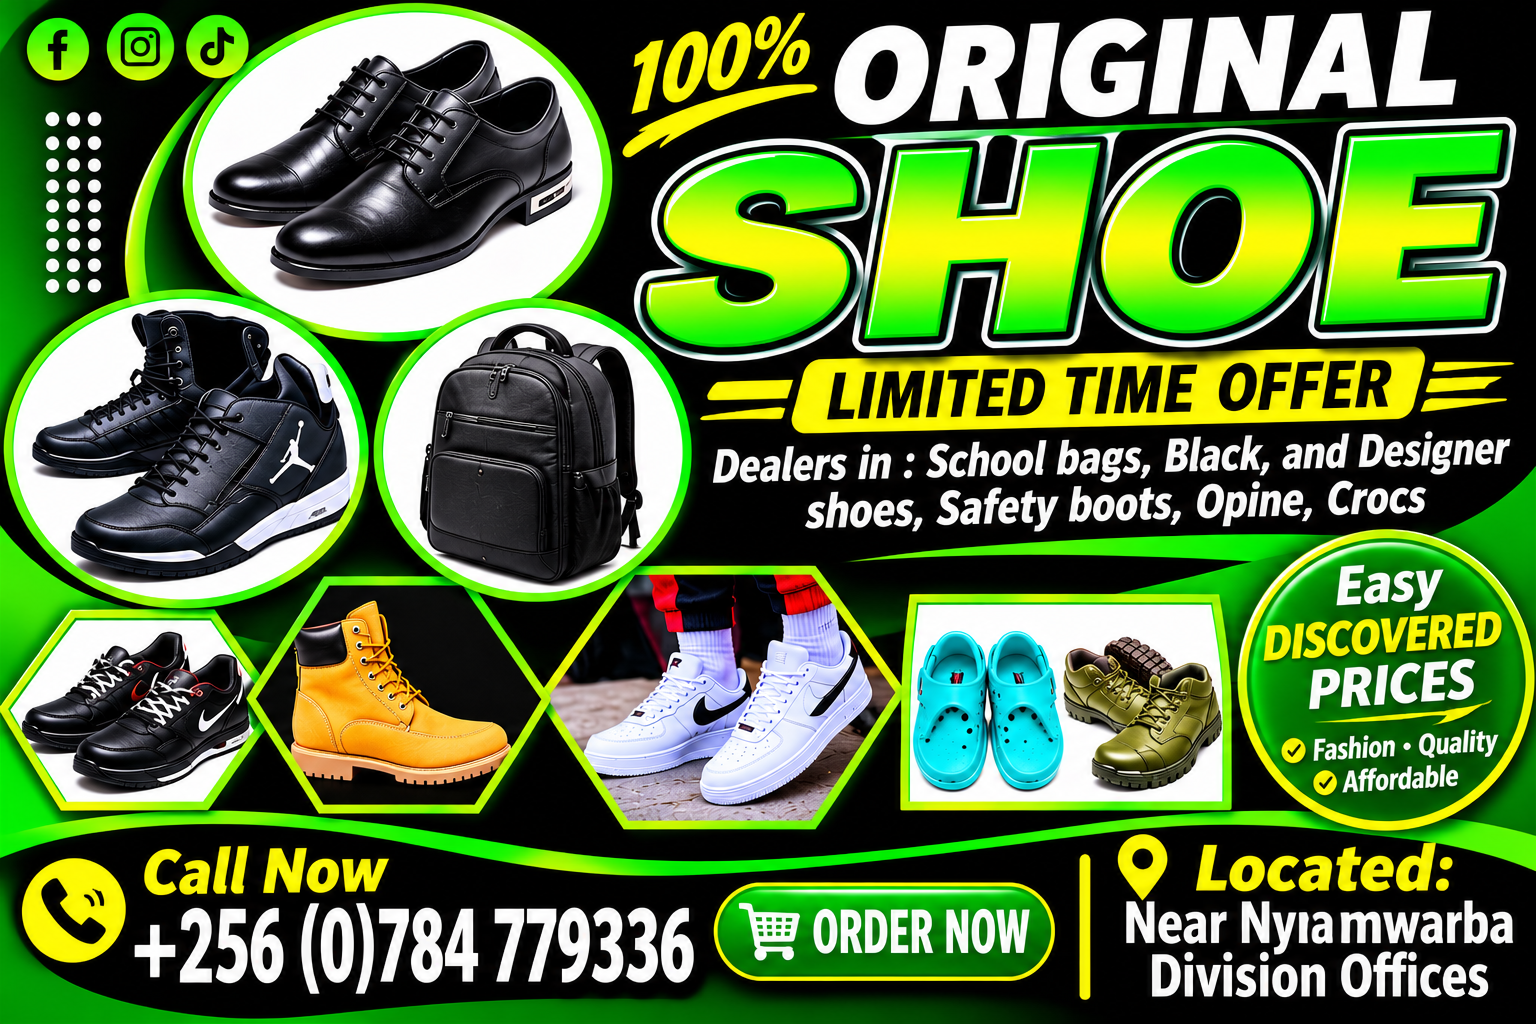 100% ORIGINAL
SHOE
LIMITED TIME OFFER
Dealers in : School bags, Black, and Designer
shoes, Safety boots, Opine, Crocs
Easy
DISCOVERED
PRICES
Fashion • Quality
Affordable
Call Now
+256 (0)784 779336
ORDER NOW
Located:
Near Nyıamwarba
Division Offices